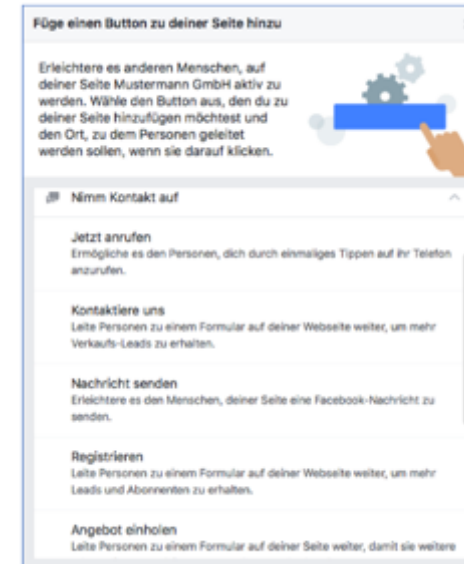 Füge einen Button zu deiner Seite hinzu
Erleichtere es anderen Menschen, auf
deiner Seite Mustermann GmbH aktiv zu
werden. Wähle den Button aus, den du zu
deiner Seite hinzufügen möchtest und
den Ort, zu dem Personen geleitet
werden sollen, wenn sie darauf klicken.
Nimm Kontakt auf
Jetzt anrufen
Ermögliche es den Personen, dich durch einmaliges Tippen auf ihr Telefon
anzurufen.
Kontaktiere uns
Leite Personen zu einem Formular auf deiner Webseite weiter, um mehr
Verkaufs-Leads zu erhalten.
Nachricht senden
Erleichtere es den Menschen, deiner Seite eine Facebook-Nachricht zu
senden.
Registrieren
Leite Personen zu einem Formular auf deiner Webseite weiter, um mehr
Leads und Abonnenten zu erhalten.
Angebot einholen
Leite Personen zu einem Formular auf deiner Seite weiter, damit sie weitere